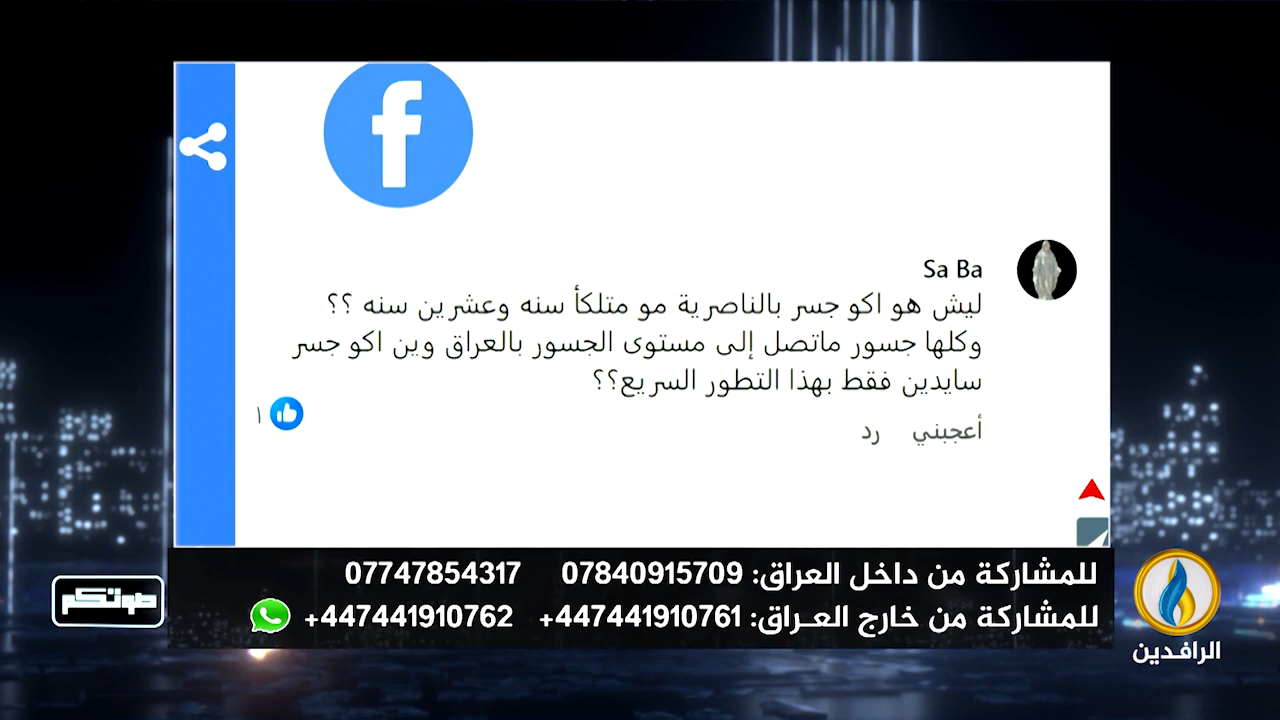 Sa Ba
ليش هو اكو جسر بالناصرية مو متلكأ سنه وعشرين سنه ؟؟
وكلها جسور ماتصل إلى مستوى الجسور بالعراق وين اكو جسر
سايدين فقط بهذا التطور السريع؟؟
١
أعجبني رد
للمشاركة من داخل العراق: 07840915709 07747854317
للمشاركة من خارج العـراق: 447441910761+ 447441910762+
صوتكم
الرافدين